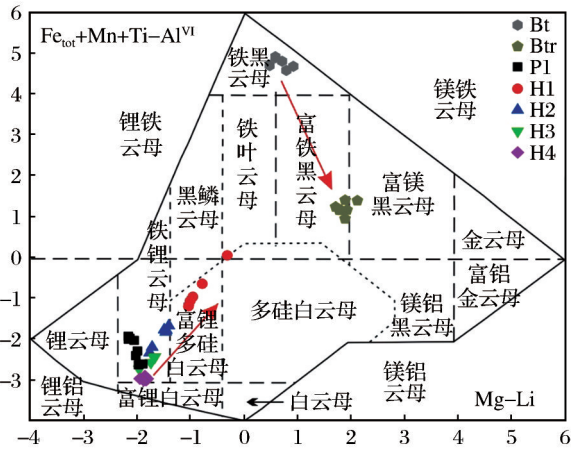 Fe_tot+Mn+Ti−Al^VI
Bt
Btr
Pl
H1
H2
H3
H4
铁黑
云母
镁铁
云母
锂铁
云母
铁
叶
云
母
富
铁
黑
云
母
黑鳞
云母
富镁
黑云母
铁
锂
云
母
金云母
富铝
金云母
富锂
多硅
白云母
多硅白云母
镁铝
黑云母
锂云母
锂铝
云母
富锂白云母
白云母
镁铝
云母
Mg−Li
6
5
4
3
2
1
0
−1
−2
−3
−4
−4
−3
−2
−1
0
1
2
3
4
5
6